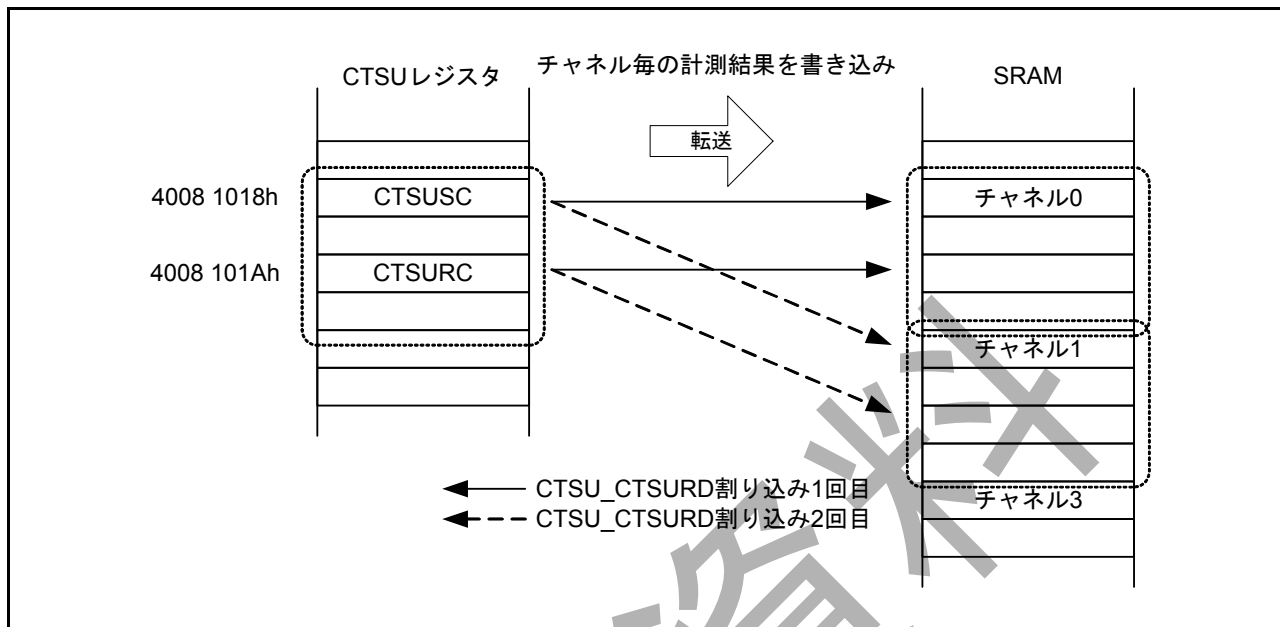 CTSUレジスタ
チャネル毎の計測結果を書き込み
SRAM
転送
4008 1018h
CTSUSC
チャネル0
4008 101Ah
CTSURC
チャネル1
CTSU_CTSURD割り込み1回目
チャネル3
CTSU_CTSURD割り込み2回目
資料